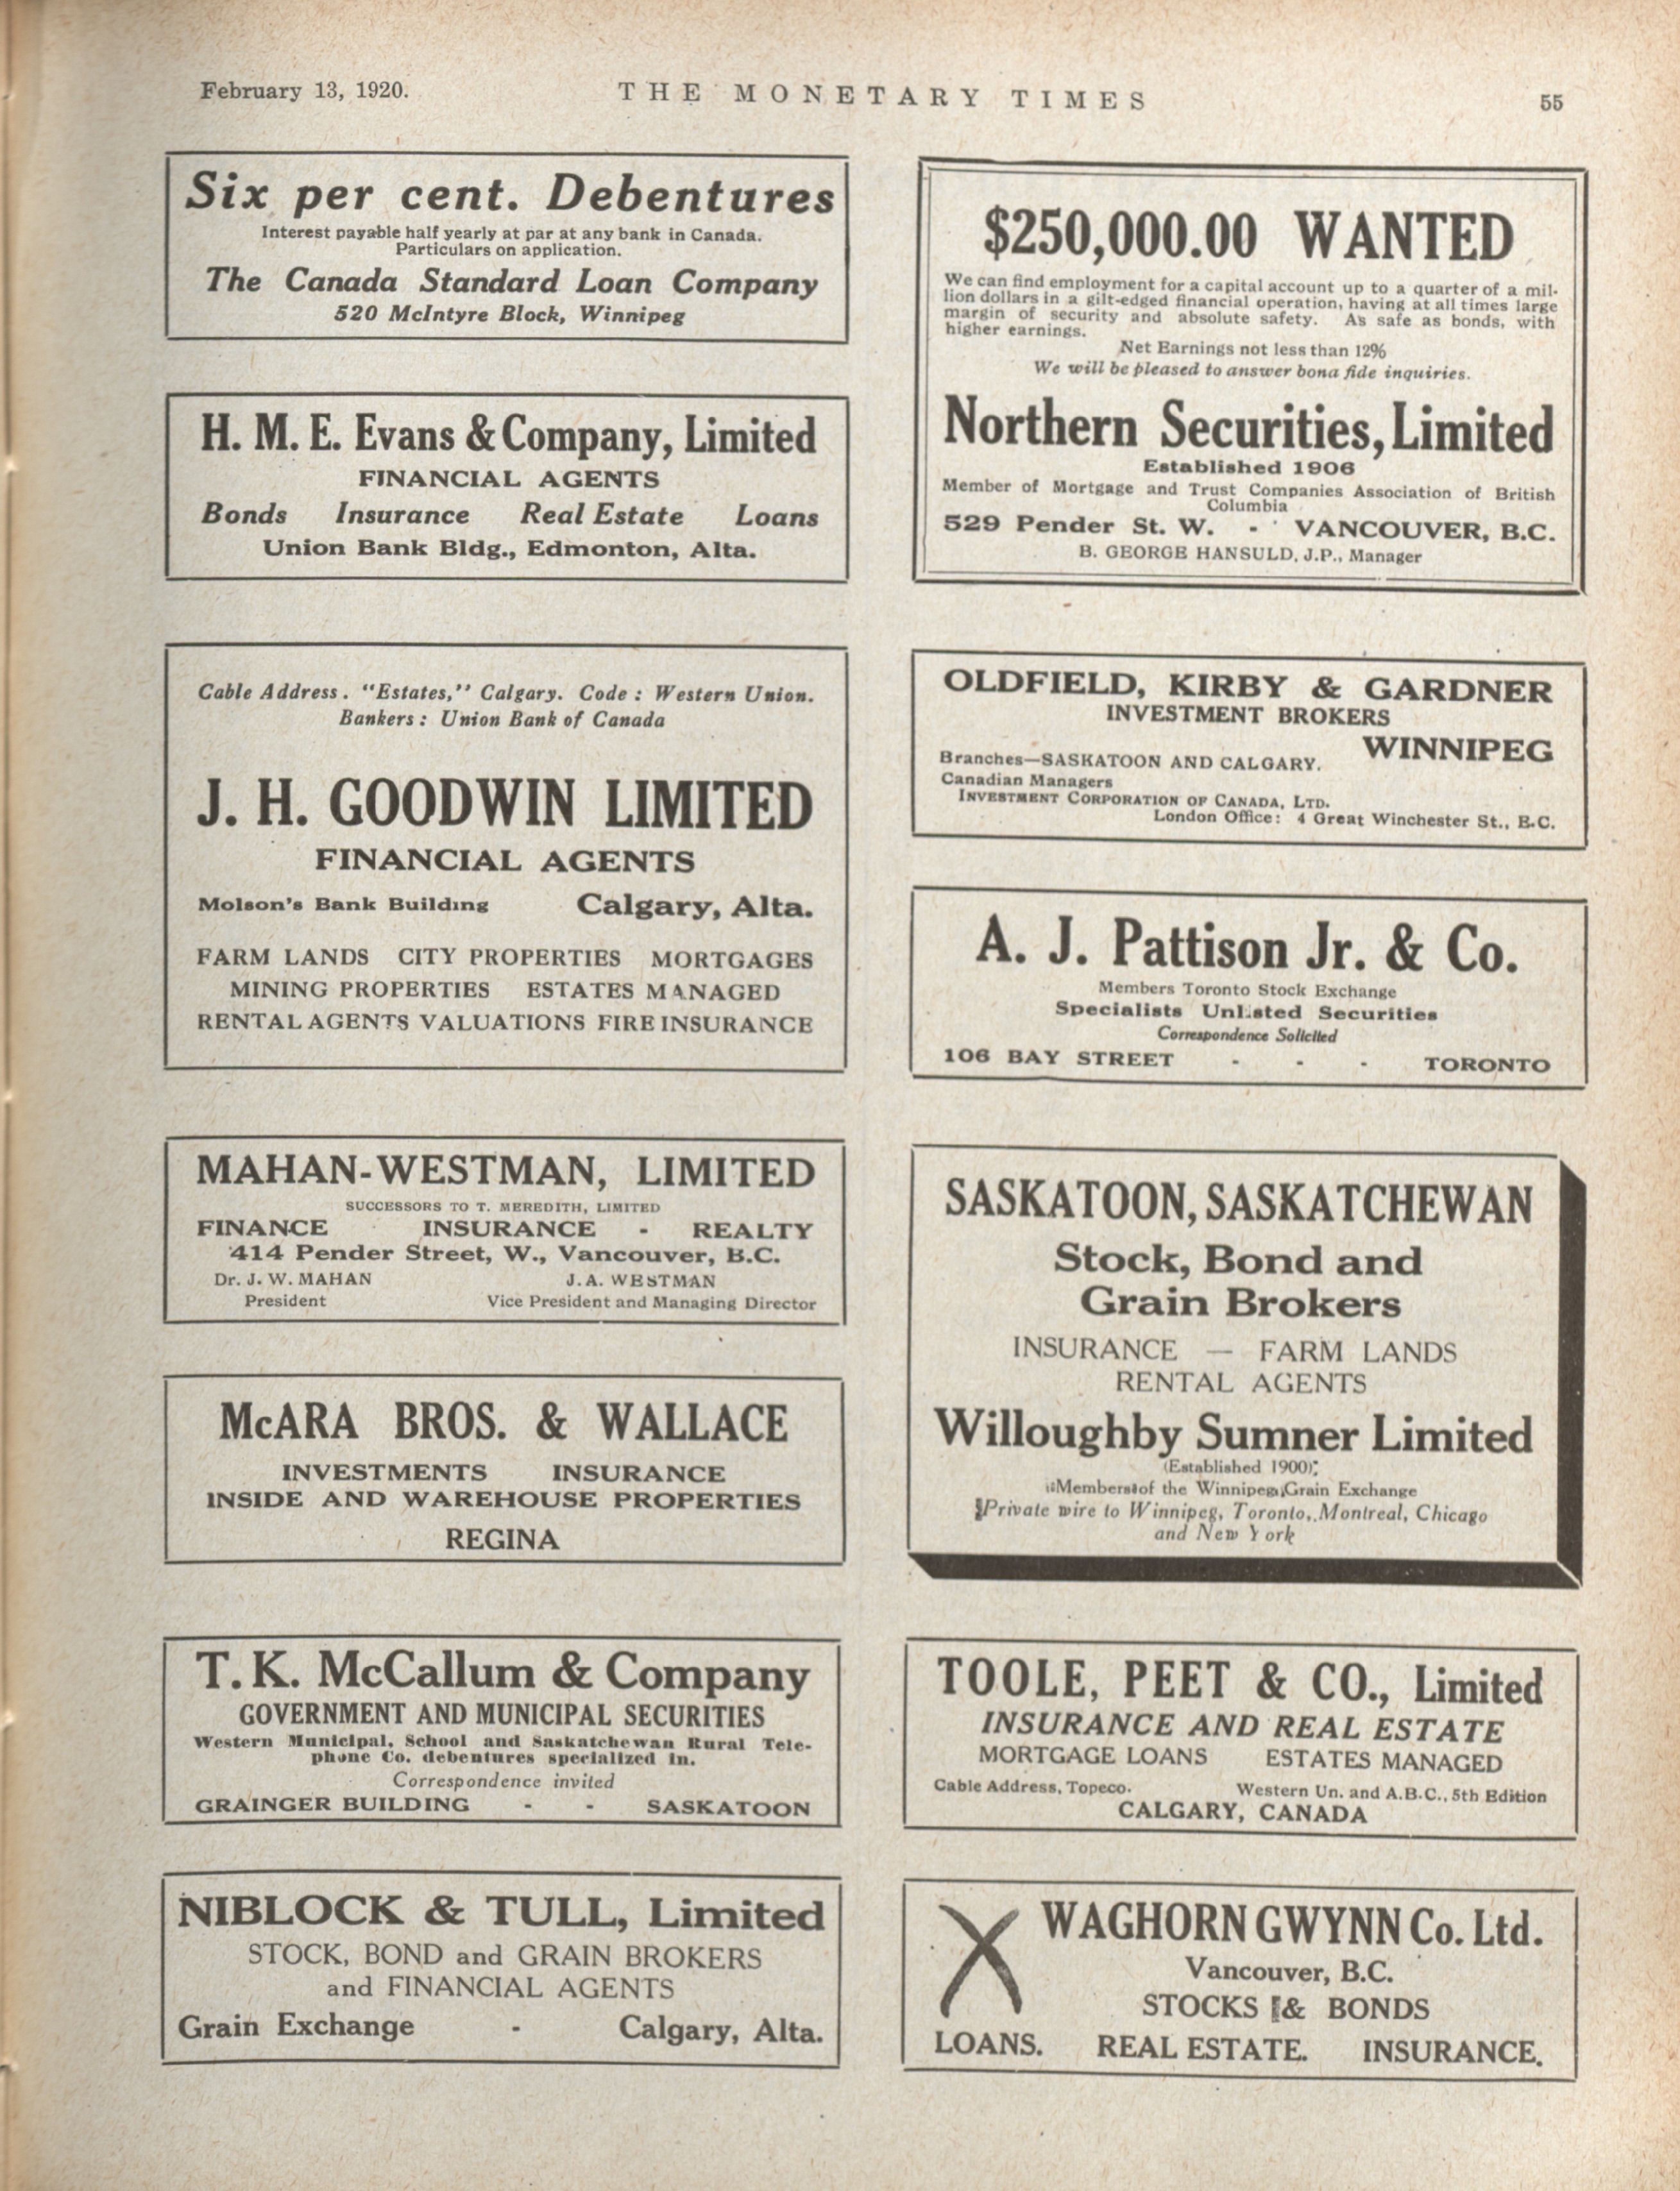 February 13, 1920.
THE MONETARY TIMES
55
Six per cent. Debentures
Interest payable half yearly at par at any bank in Canada.
Particulars on application.
The Canada Standard Loan Company
520 McIntyre Block, Winnipeg
H. M. E. Evans & Company, Limited
FINANCIAL AGENTS
Bonds Insurance Real Estate Loans
Union Bank Bldg., Edmonton, Alta.
Cable Address. "Estates," Calgary. Code: Western Union.
Bankers: Union Bank of Canada
J. H. GOODWIN LIMITED
FINANCIAL AGENTS
Molson's Bank Building Calgary, Alta.
FARM LANDS CITY PROPERTIES MORTGAGES
MINING PROPERTIES ESTATES MANAGED
RENTAL AGENTS VALUATIONS FIRE INSURANCE
MAHAN-WESTMAN, LIMITED
SUCCESSORS TO T. MEREDITH, LIMITED
FINANCE INSURANCE - REALTY
414 Pender Street, W., Vancouver, B.C.
Dr. J. W. MAHAN J. A. WESTMAN
President Vice President and Managing Director
McARA BROS. & WALLACE
INVESTMENTS INSURANCE
INSIDE AND WAREHOUSE PROPERTIES
REGINA
T. K. McCallum & Company
GOVERNMENT AND MUNICIPAL SECURITIES
Western Municipal, School and Saskatchewan Rural Tele-
phone Co. debentures specialized in.
Correspondence invited
GRAINGER BUILDING - - SASKATOON
NIBLOCK & TULL, Limited
STOCK, BOND and GRAIN BROKERS
and FINANCIAL AGENTS
Grain Exchange - Calgary, Alta.
$250,000.00 WANTED
We can find employment for a capital account up to a quarter of a mil-
lion dollars in a gilt-edged financial operation, having at all times large
margin of security and absolute safety. As safe as bonds, with
higher earnings.
Net Earnings not less than 12%
We will be pleased to answer bona fide inquiries.
Northern Securities, Limited
Established 1906
Member of Mortgage and Trust Companies Association of British
Columbia
529 Pender St. W. - VANCOUVER, B.C.
B. GEORGE HANSULD, J.P., Manager
OLDFIELD, KIRBY & GARDNER
INVESTMENT BROKERS
WINNIPEG
Branches—SASKATOON AND CALGARY.
Canadian Managers
INVESTMENT CORPORATION OF CANADA, LTD.
London Office: 4 Great Winchester St., E.C.
A. J. Pattison Jr. & Co.
Members Toronto Stock Exchange
Specialists Unlisted Securities
Correspondence Solicited
106 BAY STREET - - - TORONTO
SASKATOON, SASKATCHEWAN
Stock, Bond and
Grain Brokers
INSURANCE — FARM LANDS
RENTAL AGENTS
Willoughby Sumner Limited
(Established 1900)
Members of the Winnipeg Grain Exchange
Private wire to Winnipeg, Toronto, Montreal, Chicago
and New York
TOOLE, PEET & CO., Limited
INSURANCE AND REAL ESTATE
MORTGAGE LOANS ESTATES MANAGED
Cable Address, Topeco. Western Un. and A.B.C., 5th Edition
CALGARY, CANADA
X
WAGHORN GWYNN Co. Ltd.
Vancouver, B.C.
STOCKS & BONDS
LOANS. REAL ESTATE. INSURANCE.